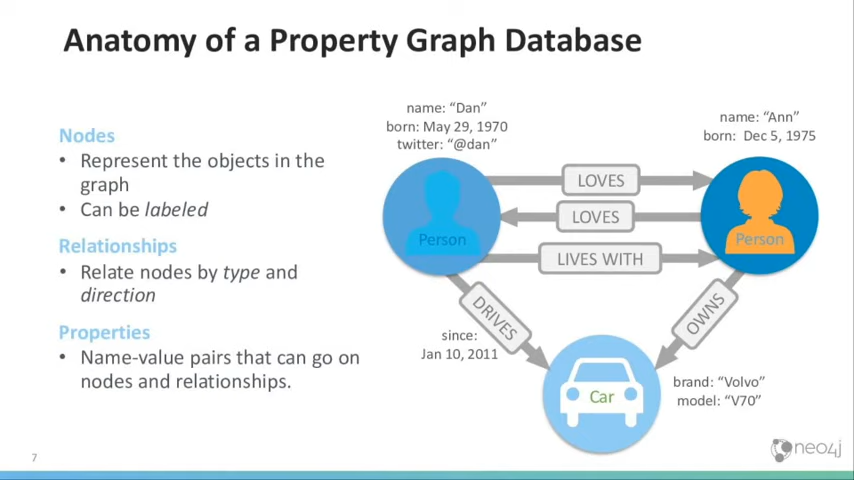 Anatomy of a Property Graph Database
Nodes
• Represent the objects in the
graph
• Can be labeled
Relationships
• Relate nodes by type and
direction
Properties
• Name-value pairs that can go on
nodes and relationships.
name: “Dan”
born: May 29, 1970
twitter: “@dan”
name: “Ann”
born: Dec 5, 1975
LOVES
LOVES
LIVES WITH
Person
Person
DRIVES
OWNS
since:
Jan 10, 2011
Car
brand: “Volvo”
model: “V70”
7
neo4j